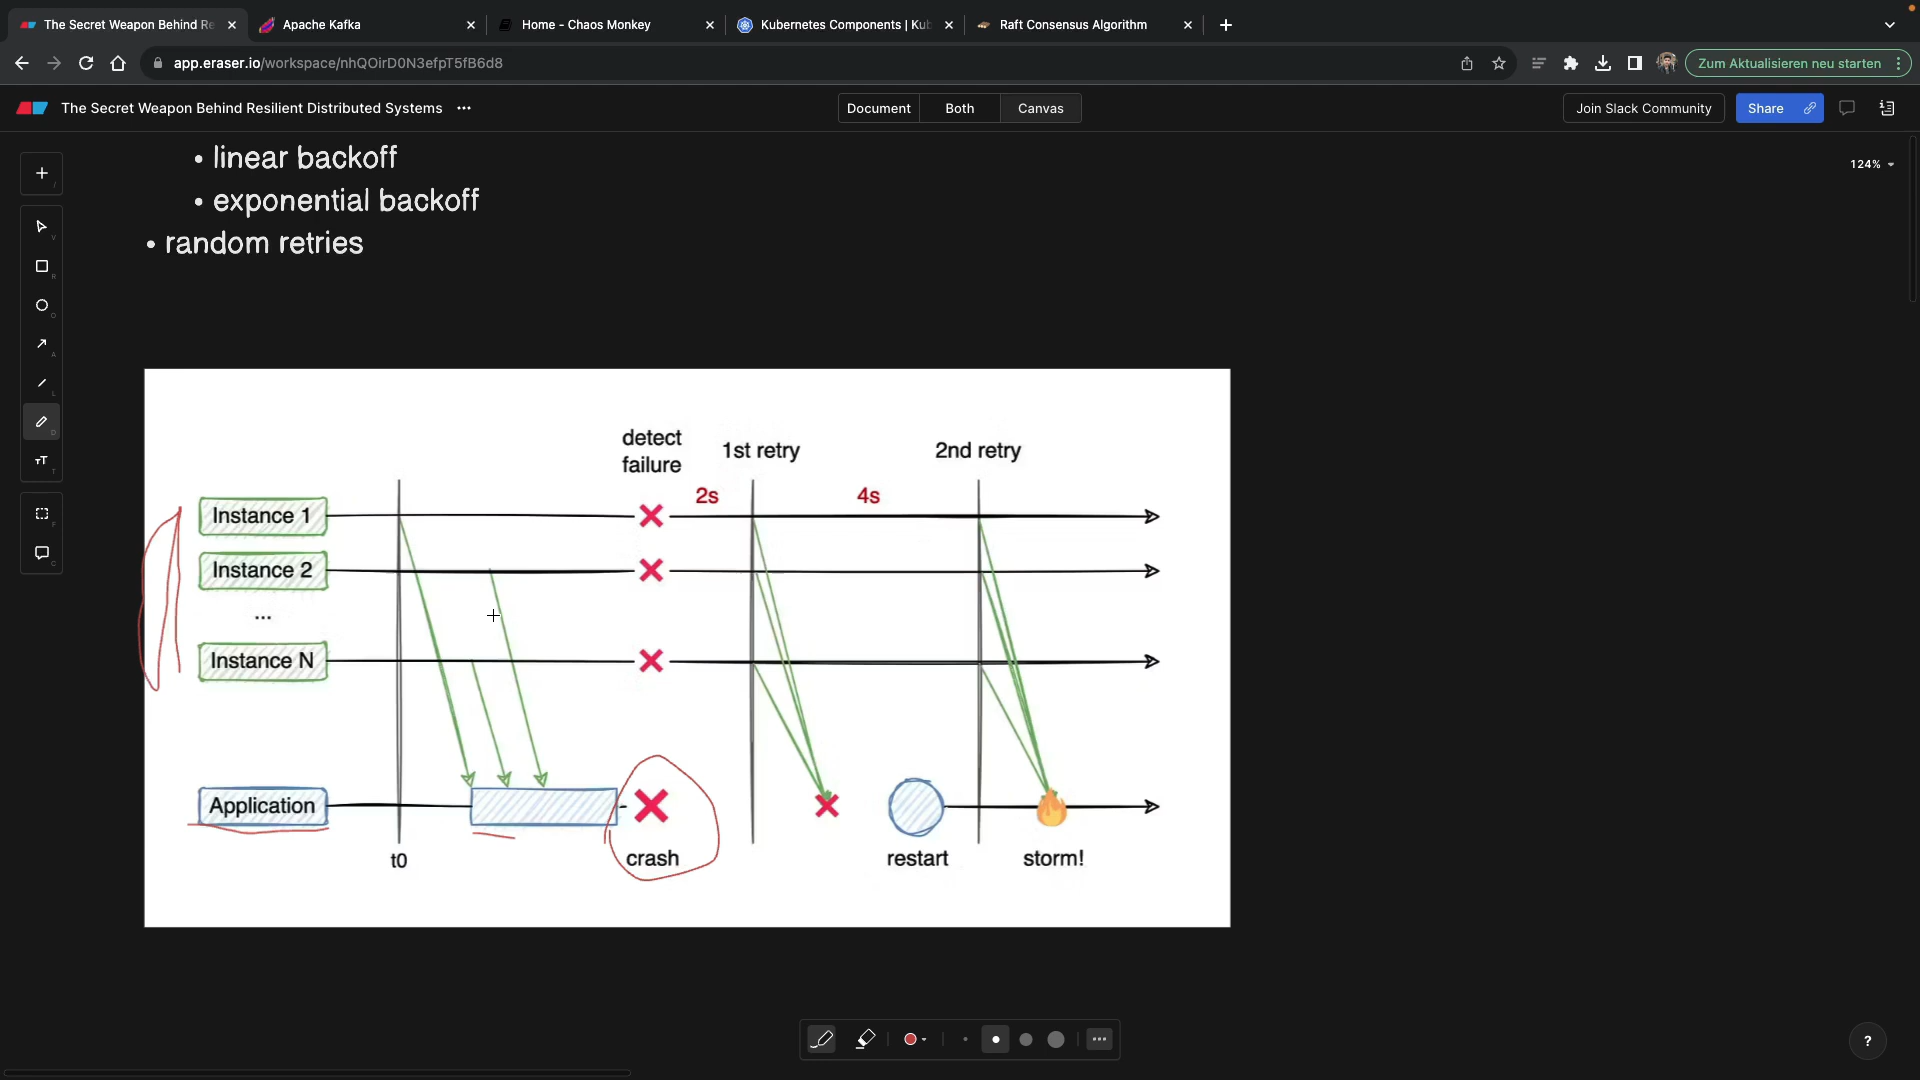 The Secret Weapon Behind Re
Apache Kafka
Home - Chaos Monkey
Kubernetes Components | Kub
Raft Consensus Algorithm
app.eraser.io/workspace/nhQOirD0N3efpT5fB6d8
Zum Aktualisieren neu starten
The Secret Weapon Behind Resilient Distributed Systems ...
Document
Both
Canvas
Join Slack Community
Share
124%
• linear backoff
• exponential backoff
• random retries
detect
failure
1st retry
2nd retry
2s
4s
Instance 1
Instance 2
...
Instance N
Application
t0
crash
restart
storm!
?